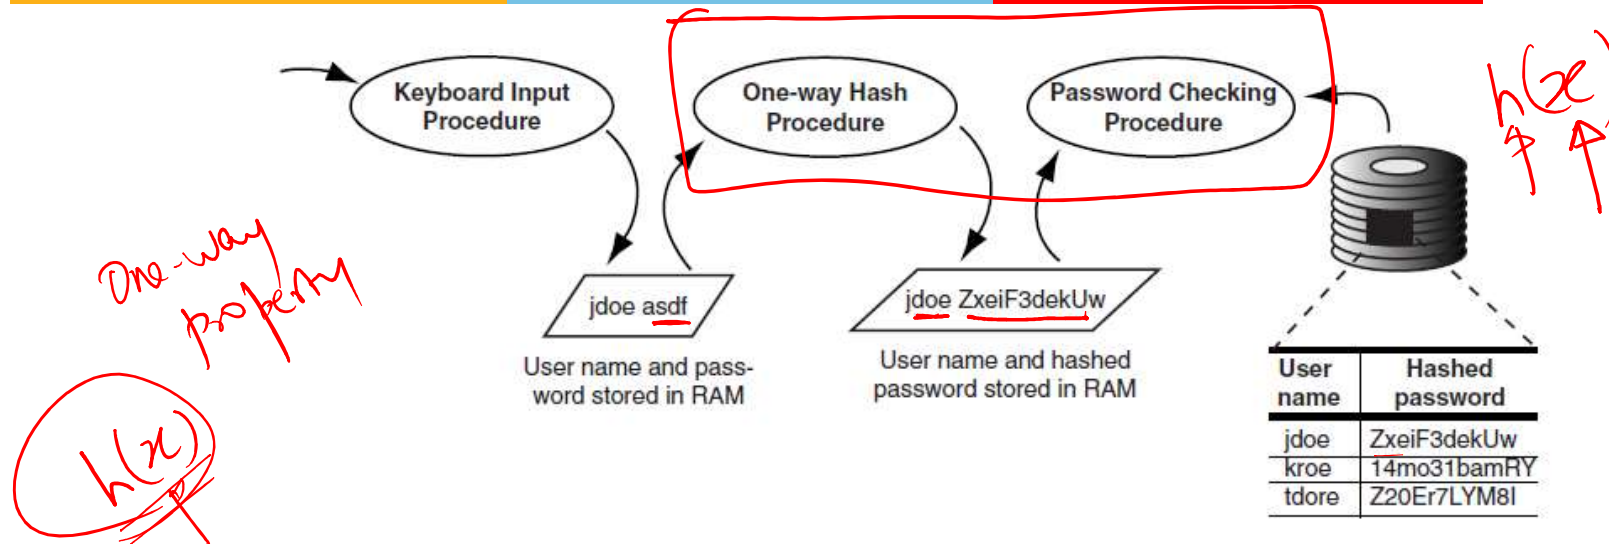 Keyboard Input
Procedure
One-way Hash
Procedure
Password Checking
Procedure
h(x)
One-way
property
h(x)
jdoe asdf
User name and pass-
word stored in RAM
jdoe ZxeiF3dekUw
User name and hashed
password stored in RAM
User name Hashed password
jdoe ZxeiF3dekUw
kroe 14mo31bamRY
tdore Z20Er7LYM8I